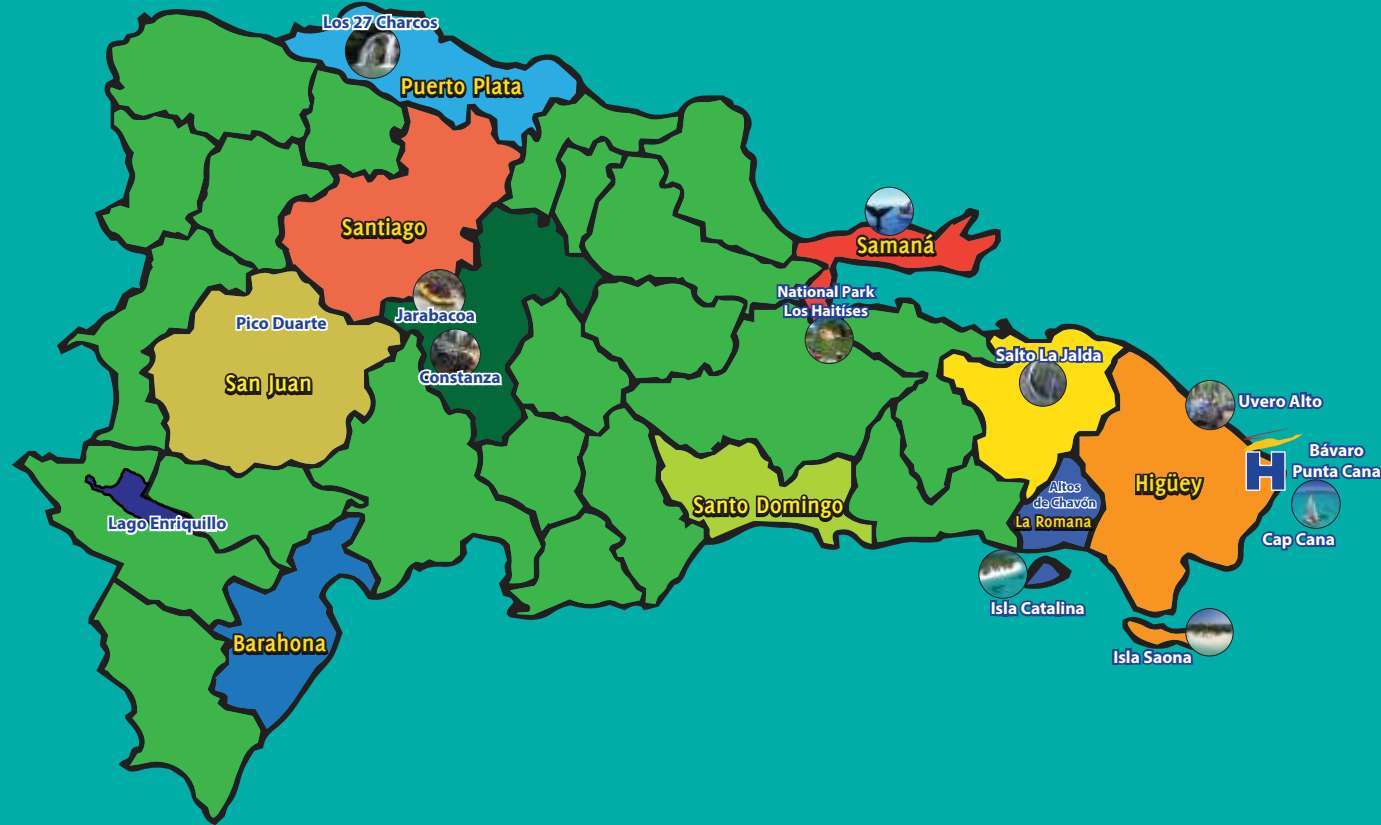 Los 27 Charcos
Puerto Plata
Santiago
Samaná
National Park
Los Haitíses
Jarabacoa
Pico Duarte
Constanza
San Juan
Salto La Jalda
Uvero Alto
Bávaro
Punta Cana
H
Higüey
Altos
de Chavón
La Romana
Santo Domingo
Lago Enriquillo
Cap Cana
Isla Catalina
Barahona
Isla Saona